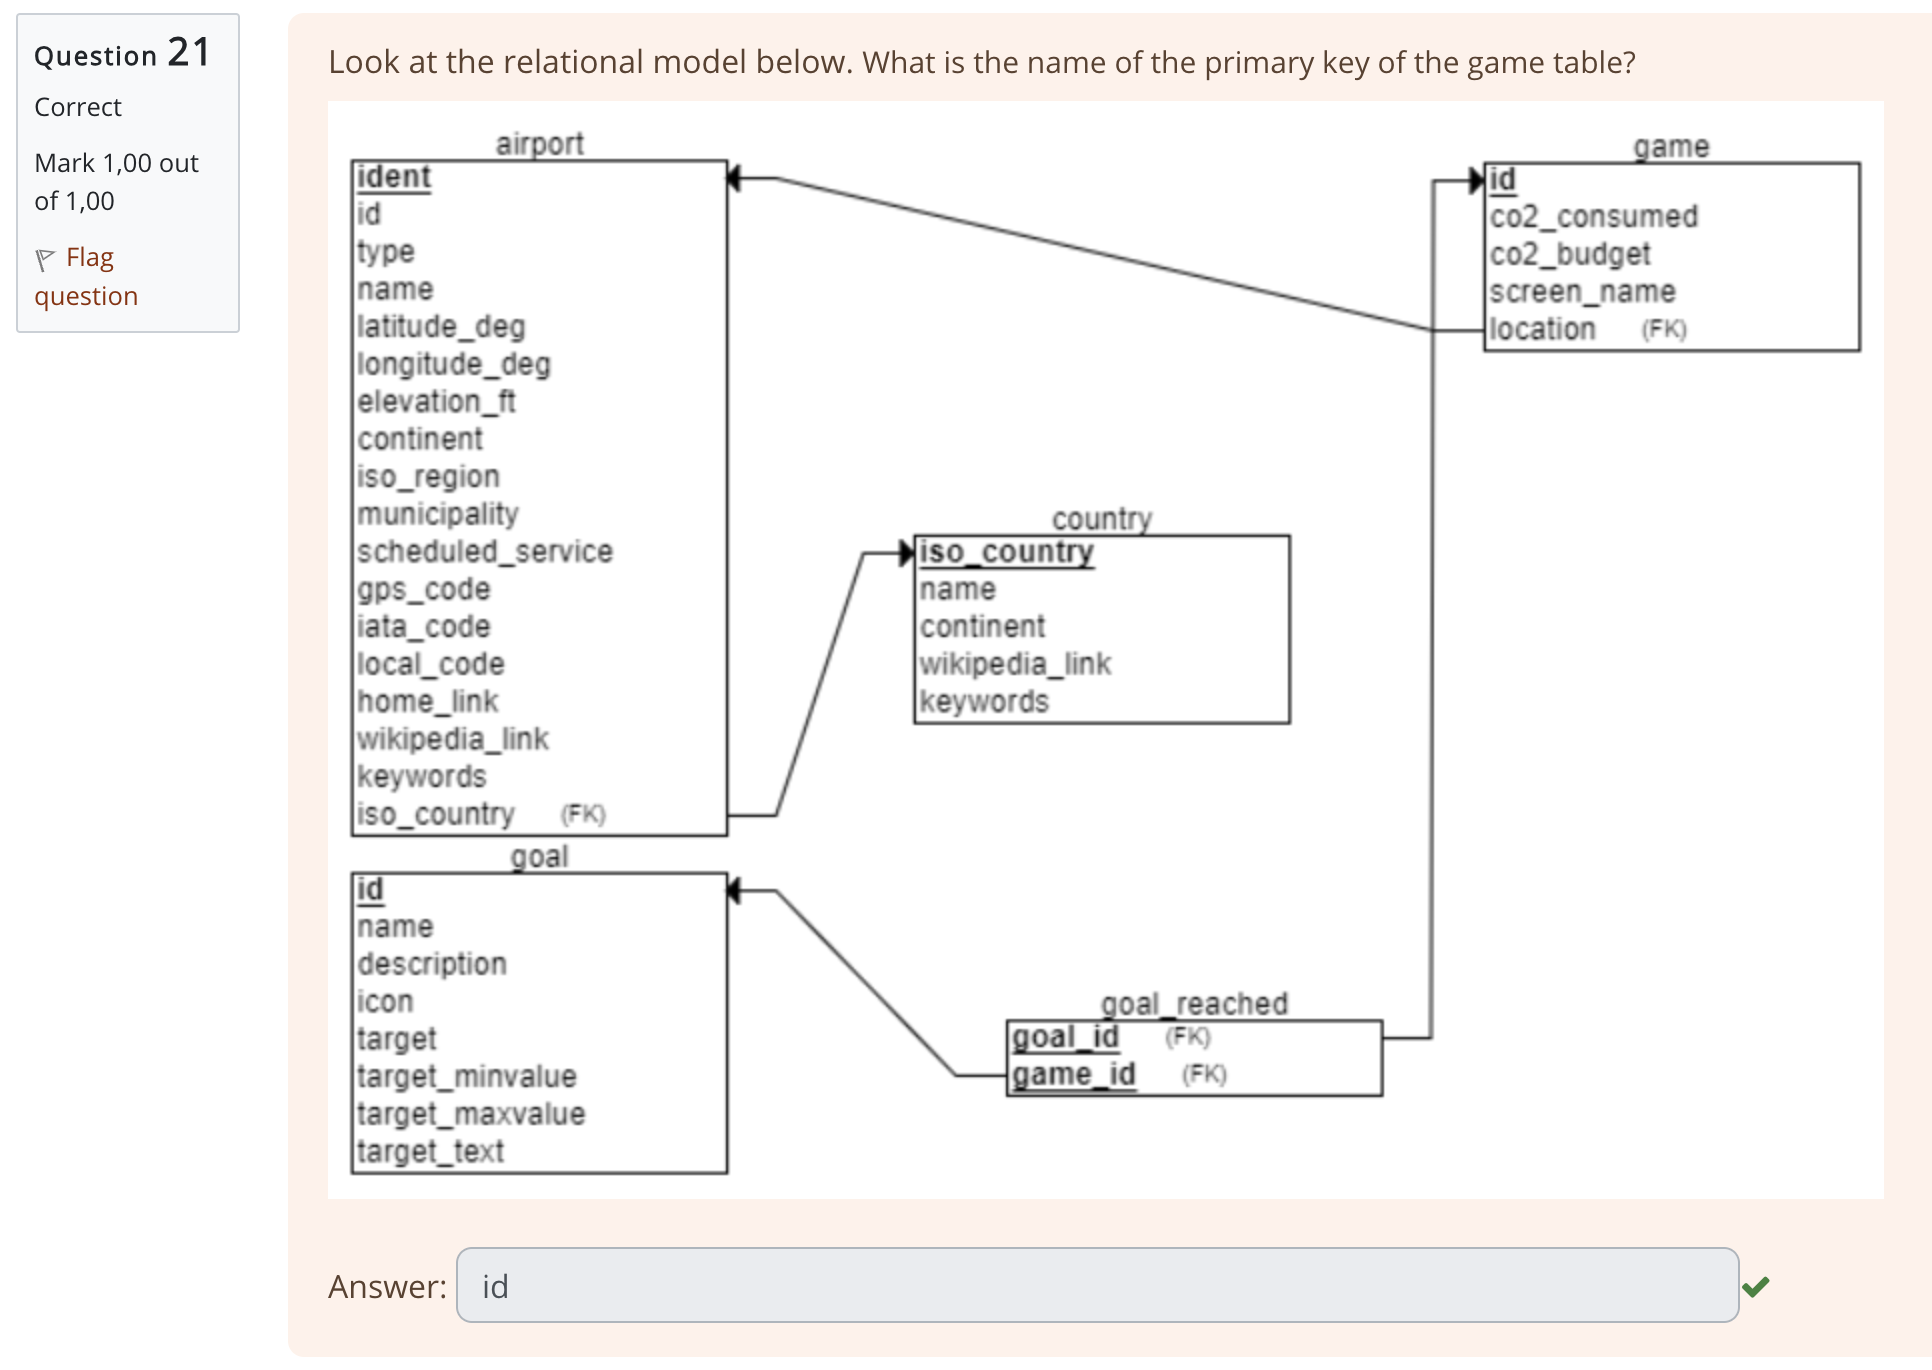 Question 21
Correct
Mark 1,00 out
of 1,00
Flag
question
Look at the relational model below. What is the name of the primary key of the game table?
airport
ident
id
type
name
latitude_deg
longitude_deg
elevation_ft
continent
iso_region
municipality
scheduled_service
gps_code
iata_code
local_code
home_link
wikipedia_link
keywords
iso_country (FK)
game
id
co2_consumed
co2_budget
screen_name
location (FK)
country
iso_country
name
continent
wikipedia_link
keywords
goal
id
name
description
icon
target
target_minvalue
target_maxvalue
target_text
goal_reached
goal_id (FK)
game_id (FK)
Answer: id